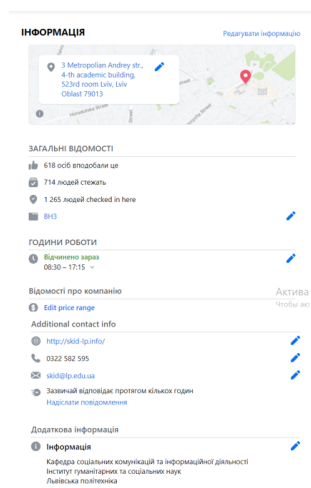 ІНФОРМАЦІЯ
Редагувати інформацію
3 Metropolian Andrey str.,
4-th academic building,
523rd room Lviv, Lviv
Oblast 79013
ЗАГАЛЬНІ ВІДОМОСТІ
618 осіб вподобали це
714 людей стежать
1 265 людей checked in here
ВНЗ
ГОДИНИ РОБОТИ
Відчинено зараз
08:30 – 17:15
Відомості про компанію
Актива
Чтобы акт
Edit price range
Additional contact info
http://skid-lp.info/
0322 582 595
skid@lp.edu.ua
Зазвичай відповідає протягом кількох годин
Надіслати повідомлення
Додаткова інформація
Інформація
Кафедра соціальних комунікацій та інформаційної діяльності
Інститут гуманітарних та соціальних наук
Львівська політехніка